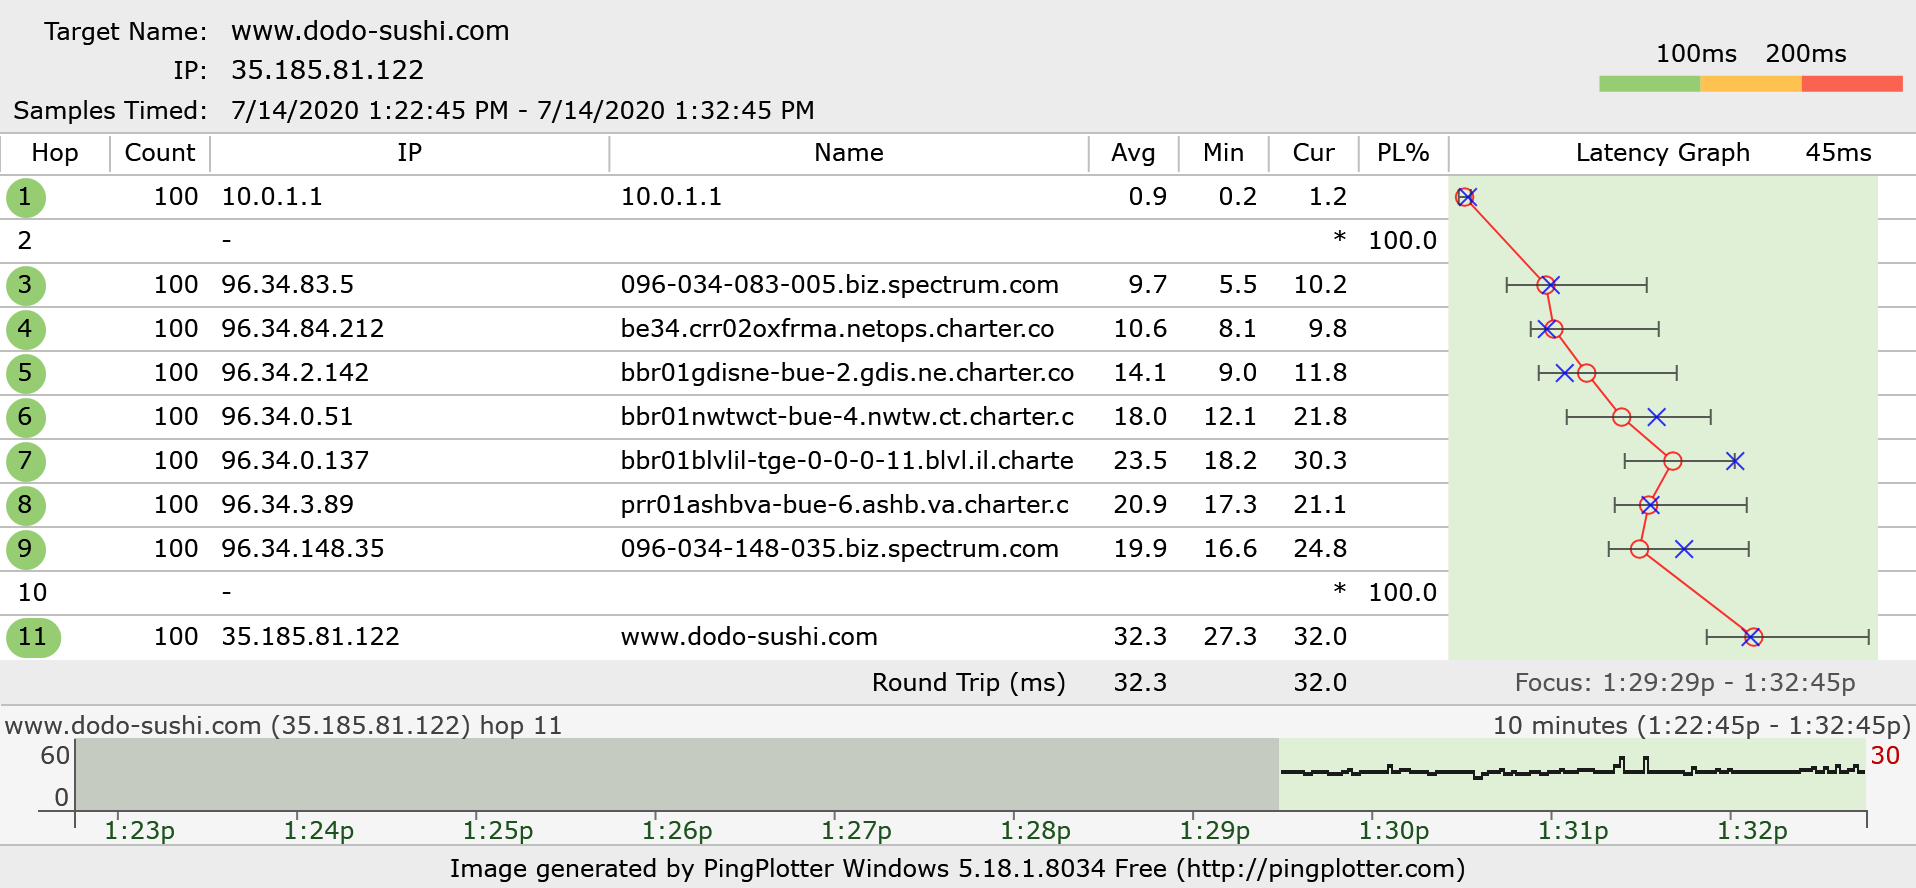 Target Name: www.dodo-sushi.com
IP: 35.185.81.122
Samples Timed: 7/14/2020 1:22:45 PM - 7/14/2020 1:32:45 PM
100ms 200ms
Hop Count IP Name Avg Min Cur PL% Latency Graph 45ms
1 100 10.0.1.1 10.0.1.1 0.9 0.2 1.2
2 - * 100.0
3 100 96.34.83.5 096-034-083-005.biz.spectrum.com 9.7 5.5 10.2
4 100 96.34.84.212 be34.crr02oxfrma.netops.charter.co 10.6 8.1 9.8
5 100 96.34.2.142 bbr01gdisne-bue-2.gdis.ne.charter.co 14.1 9.0 11.8
6 100 96.34.0.51 bbr01nwtwct-bue-4.nwtw.ct.charter.c 18.0 12.1 21.8
7 100 96.34.0.137 bbr01blvlil-tge-0-0-0-11.blvl.il.charte 23.5 18.2 30.3
8 100 96.34.3.89 prr01ashbva-bue-6.ashb.va.charter.c 20.9 17.3 21.1
9 100 96.34.148.35 096-034-148-035.biz.spectrum.com 19.9 16.6 24.8
10 - * 100.0
11 100 35.185.81.122 www.dodo-sushi.com 32.3 27.3 32.0
Round Trip (ms) 32.3 32.0 Focus: 1:29:29p - 1:32:45p
www.dodo-sushi.com (35.185.81.122) hop 11 10 minutes (1:22:45p - 1:32:45p)
60 30
0
1:23p 1:24p 1:25p 1:26p 1:27p 1:28p 1:29p 1:30p 1:31p 1:32p
Image generated by PingPlotter Windows 5.18.1.8034 Free (http://pingplotter.com)